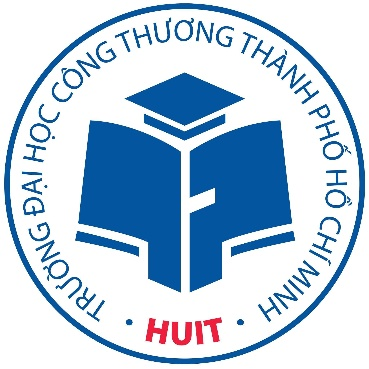 TRƯỜNG ĐẠI HỌC CÔNG THƯƠNG THÀNH PHỐ HỒ CHÍ MINH
HUIT